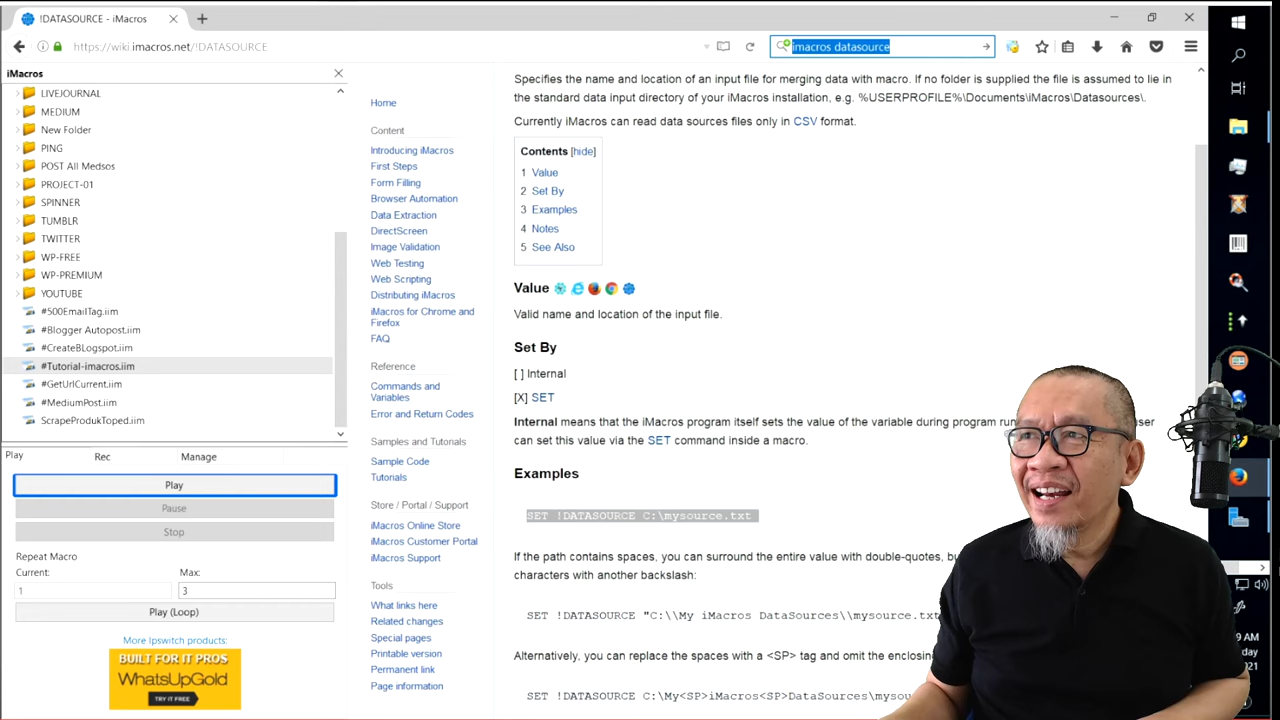 !DATASOURCE - iMacros
https://wiki.imacros.net/!DATASOURCE
imacros datasource
iMacros
LIVEJOURNAL
MEDIUM
New Folder
PING
POST All Medsos
PROJECT-01
SPINNER
TUMBLR
TWITTER
WP-FREE
WP-PREMIUM
YOUTUBE
#500EmailTag.iim
#Blogger Autopost.iim
#CreateBLogspot.iim
#Tutorial-imacros.iim
#GetUrlCurrent.iim
#MediumPost.iim
ScrapeProdukToped.iim
Play
Rec
Manage
Play
Pause
Stop
Repeat Macro
Current:
Max:
1
3
Play (Loop)
More Ipswitch products:
BUILT FOR IT PROS
WhatsUpGold
TRY IT FREE
Home
Content
Introducing iMacros
First Steps
Form Filling
Browser Automation
Data Extraction
DirectScreen
Image Validation
Web Testing
Web Scripting
Distributing iMacros
iMacros for Chrome and
Firefox
FAQ
Reference
Commands and
Variables
Error and Return Codes
Samples and Tutorials
Sample Code
Tutorials
Store / Portal / Support
iMacros Online Store
iMacros Customer Portal
iMacros Support
Tools
What links here
Related changes
Special pages
Printable version
Permanent link
Page information
Specifies the name and location of an input file for merging data with macro. If no folder is supplied the file is assumed to lie in
the standard data input directory of your iMacros installation, e.g. %USERPROFILE%\Documents\iMacros\Datasources\.
Currently iMacros can read data sources files only in CSV format.
Contents [hide]
1 Value
2 Set By
3 Examples
4 Notes
5 See Also
Value
Valid name and location of the input file.
Set By
[ ] Internal
[X] SET
Internal means that the iMacros program itself sets the value of the variable during program user
can set this value via the SET command inside a macro.
Examples
SET !DATASOURCE C:\mysource.txt
If the path contains spaces, you can surround the entire value with double-quotes,
characters with another backslash:
SET !DATASOURCE "C:\\My iMacros DataSources\\mysource.txt
Alternatively, you can replace the spaces with a <SP> tag and omit the
SET !DATASOURCE C:\My<SP>iMacros<SP>DataSources\
9 AM
2021